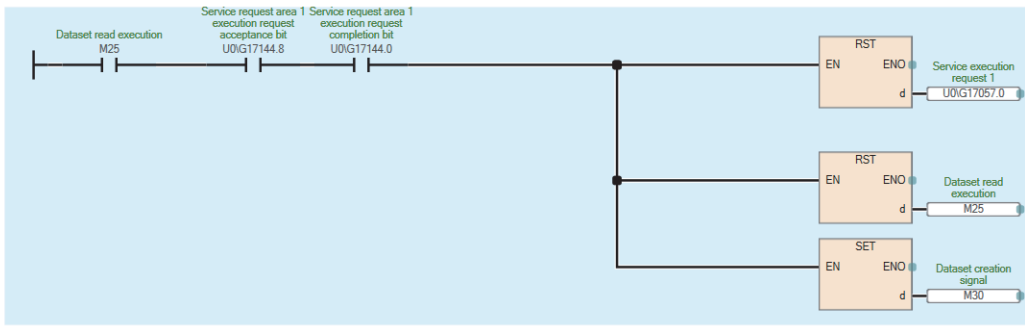 Dataset read execution
M25
Service request area 1
execution request
acceptance bit
U0\G17144.8
Service request area 1
execution request
completion bit
U0\G17144.0
RST
EN
ENO
d
Service execution
request 1
U0\G17057.0
RST
EN
ENO
d
Dataset read
execution
M25
SET
EN
ENO
d
Dataset creation
signal
M30